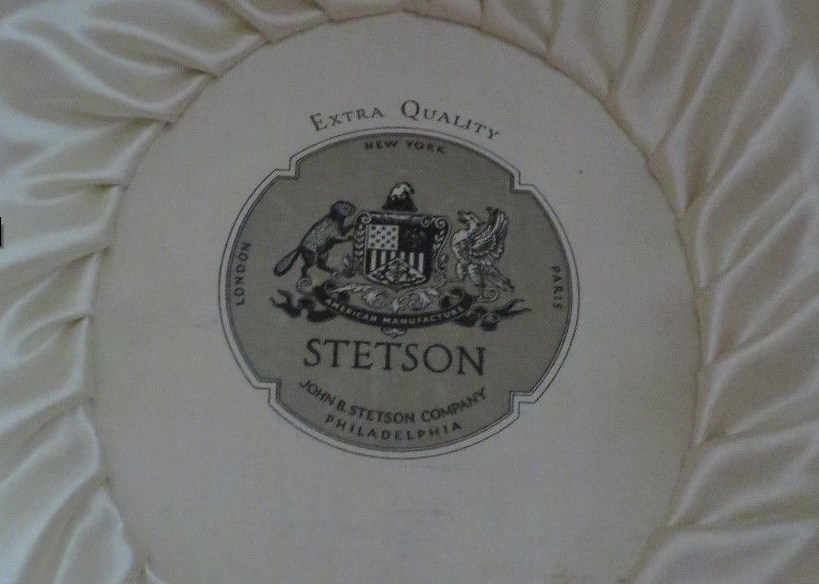 EXTRA QUALITY
NEW YORK
LONDON
PARIS
AMERICAN MANUFACTURE
STETSON
JOHN B. STETSON COMPANY
PHILADELPHIA